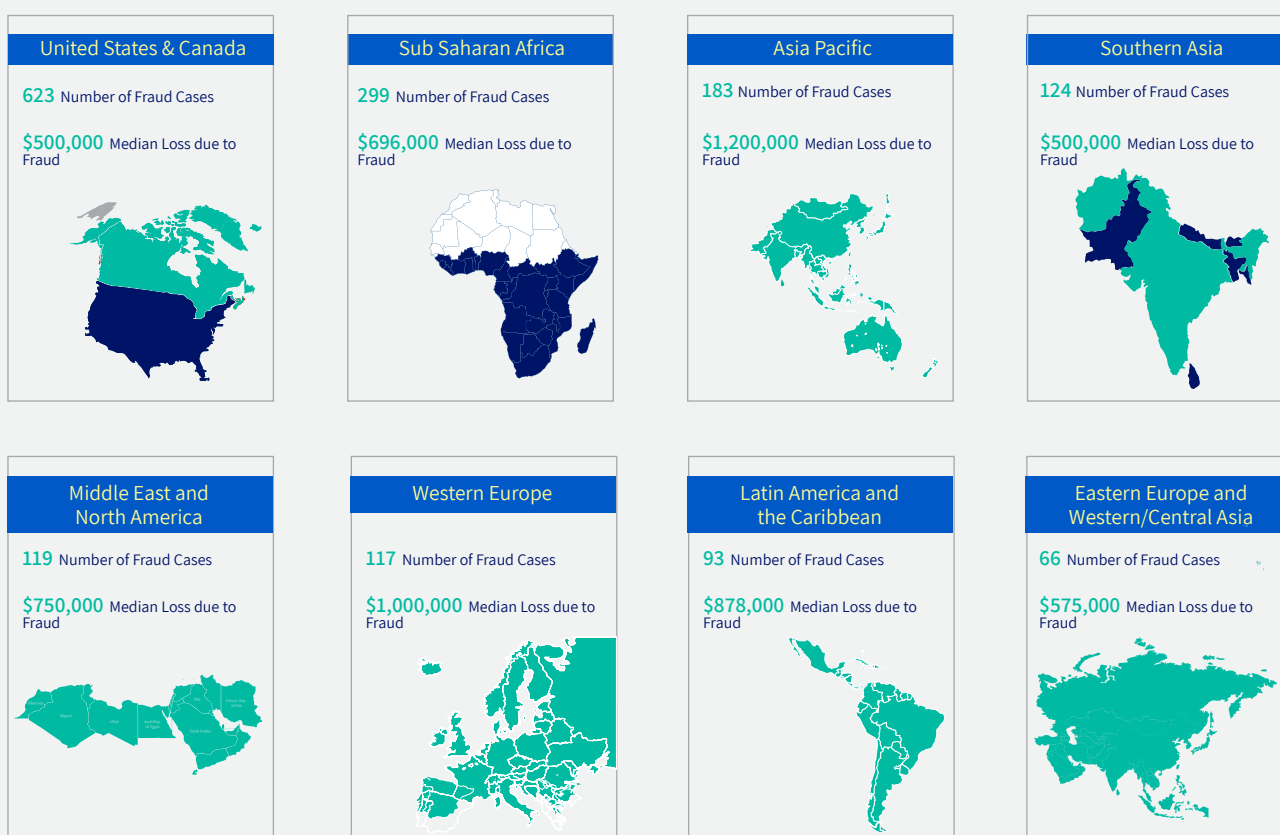 United States & Canada
623 Number of Fraud Cases
$500,000 Median Loss due to
Fraud
Sub Saharan Africa
299 Number of Fraud Cases
$696,000 Median Loss due to
Fraud
Asia Pacific
183 Number of Fraud Cases
$1,200,000 Median Loss due to
Fraud
Southern Asia
124 Number of Fraud Cases
$500,000 Median Loss due to
Fraud
Middle East and
North America
119 Number of Fraud Cases
$750,000 Median Loss due to
Fraud
Western Europe
117 Number of Fraud Cases
$1,000,000 Median Loss due to
Fraud
Latin America and
the Caribbean
93 Number of Fraud Cases
$878,000 Median Loss due to
Fraud
Eastern Europe and
Western/Central Asia
66 Number of Fraud Cases
$575,000 Median Loss due to
Fraud